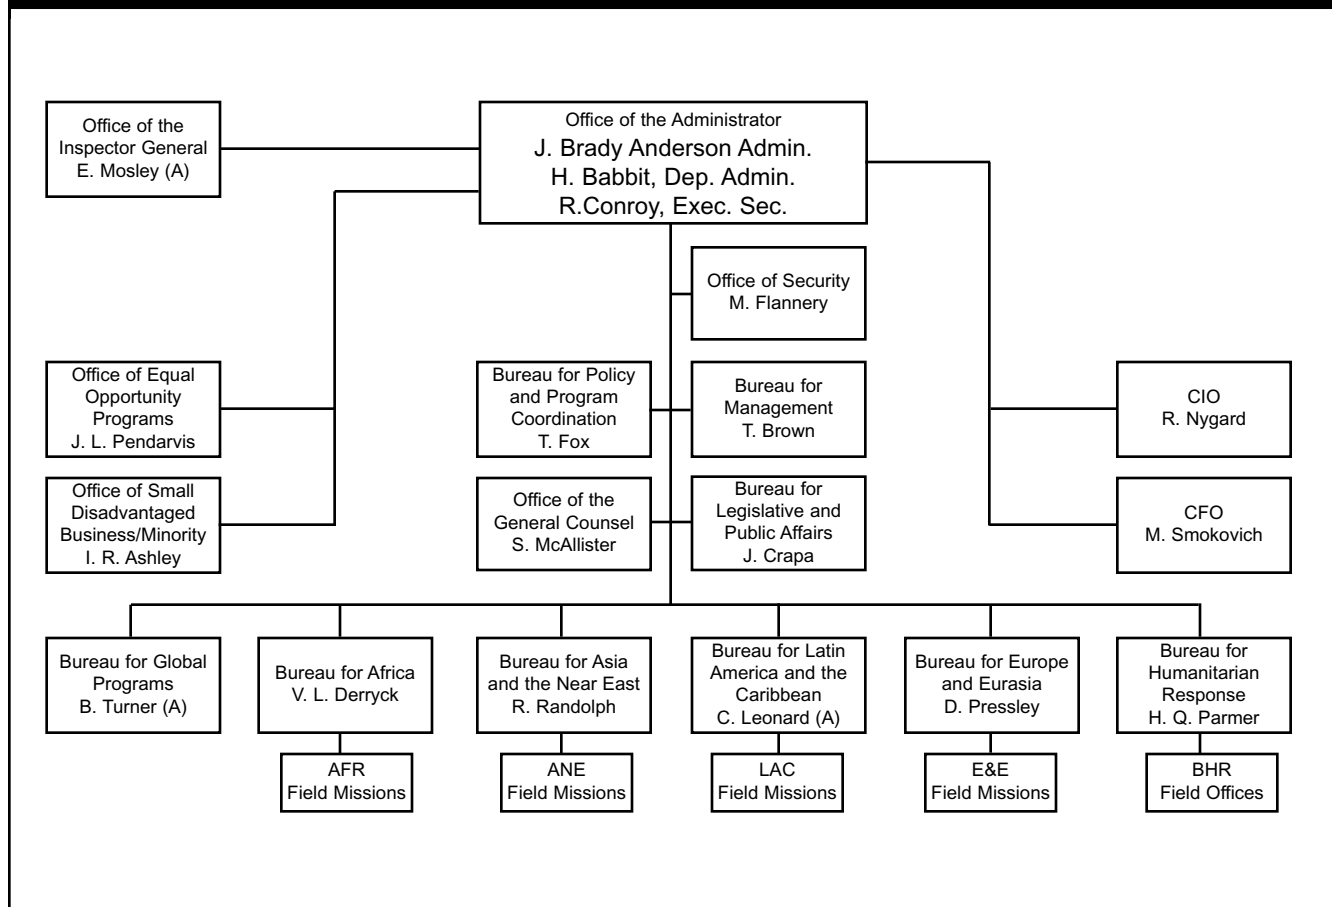 Office of the
Inspector General
E. Mosley (A)
Office of the Administrator
J. Brady Anderson Admin.
H. Babbit, Dep. Admin.
R.Conroy, Exec. Sec.
Office of Security
M. Flannery
Office of Equal
Opportunity
Programs
J. L. Pendarvis
Bureau for Policy
and Program
Coordination
T. Fox
Bureau for
Management
T. Brown
CIO
R. Nygard
Office of Small
Disadvantaged
Business/Minority
I. R. Ashley
Office of the
General Counsel
S. McAllister
Bureau for
Legislative and
Public Affairs
J. Crapa
CFO
M. Smokovich
Bureau for Global
Programs
B. Turner (A)
Bureau for Africa
V. L. Derryck
Bureau for Asia
and the Near East
R. Randolph
Bureau for Latin
America and the
Caribbean
C. Leonard (A)
Bureau for Europe
and Eurasia
D. Pressley
Bureau for
Humanitarian
Response
H. Q. Parmer
AFR
Field Missions
ANE
Field Missions
LAC
Field Missions
E&E
Field Missions
BHR
Field Offices